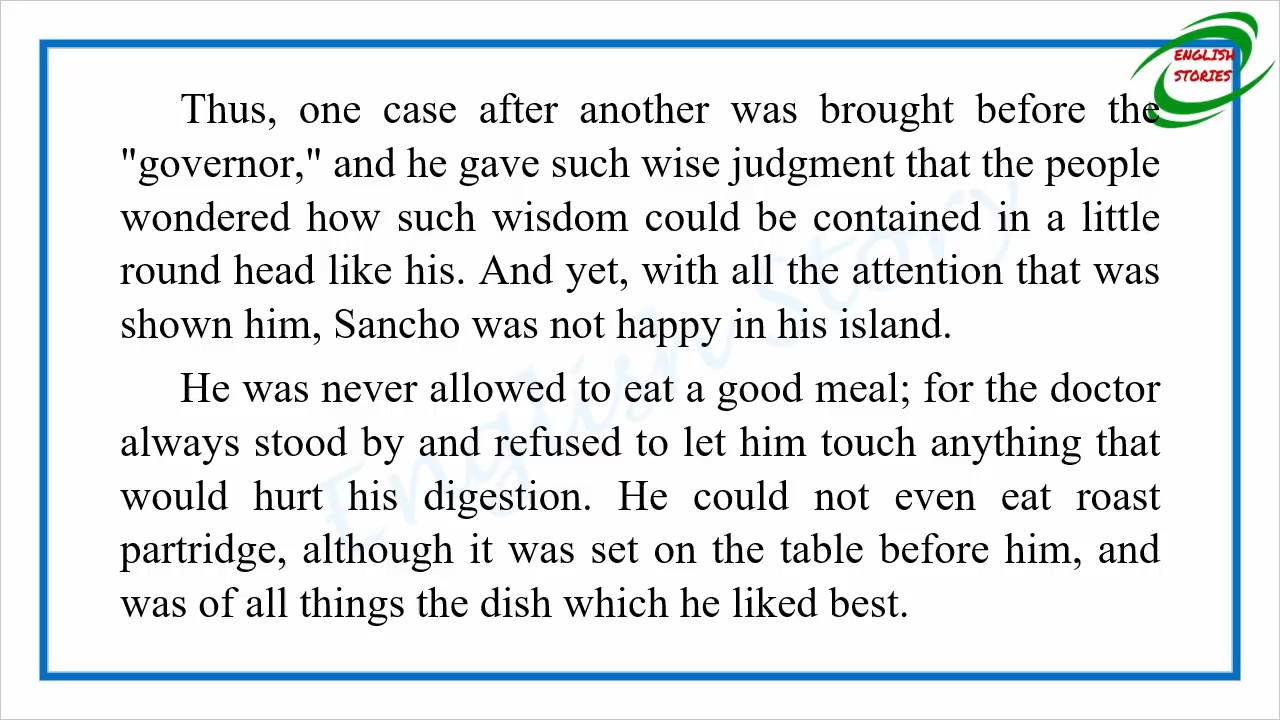 ENGLISH
STORIES
Thus, one case after another was brought before the
"governor," and he gave such wise judgment that the people
wondered how such wisdom could be contained in a little
round head like his. And yet, with all the attention that was
shown him, Sancho was not happy in his island.
He was never allowed to eat a good meal; for the doctor
always stood by and refused to let him touch anything that
would hurt his digestion. He could not even eat roast
partridge, although it was set on the table before him, and
was of all things the dish which he liked best.
English Story